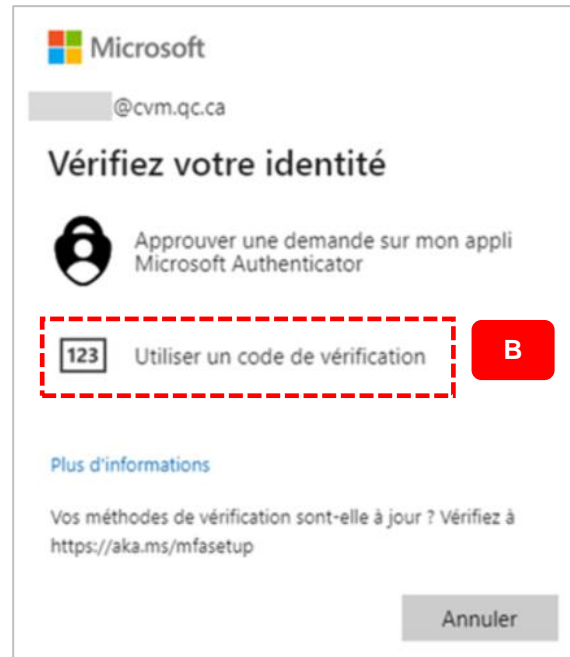 Microsoft
@cvm.qc.ca
Vérifiez votre identité
Approuver une demande sur mon appli
Microsoft Authenticator
123 Utiliser un code de vérification
B
Plus d'informations
Vos méthodes de vérification sont-elle à jour ? Vérifiez à
https://aka.ms/mfasetup
Annuler